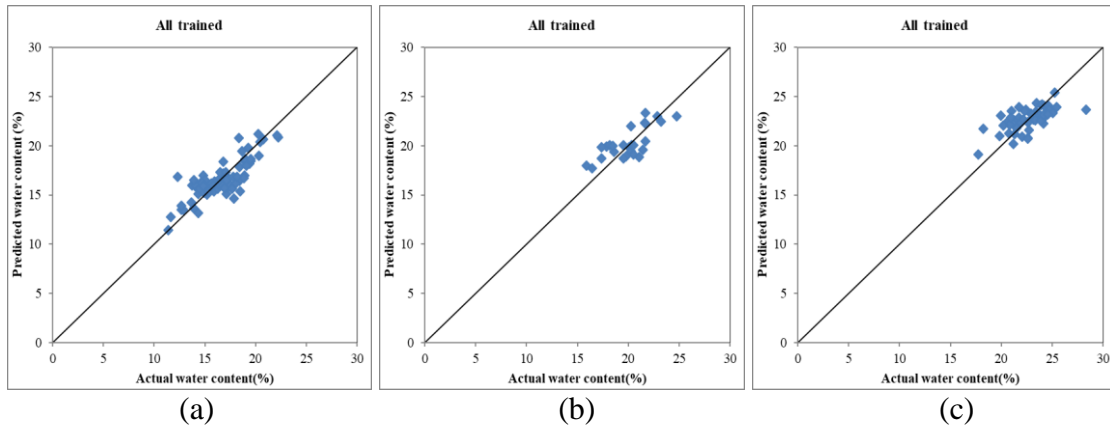 All trained
Predicted water content (%)
30
25
20
15
10
5
0
0 5 10 15 20 25 30
Actual water content(%)
(a)
All trained
Predicted water content (%)
30
25
20
15
10
5
0
0 5 10 15 20 25 30
Actual water content(%)
(b)
All trained
Predicted water content (%)
30
25
20
15
10
5
0
0 5 10 15 20 25 30
Actual water content(%)
(c)